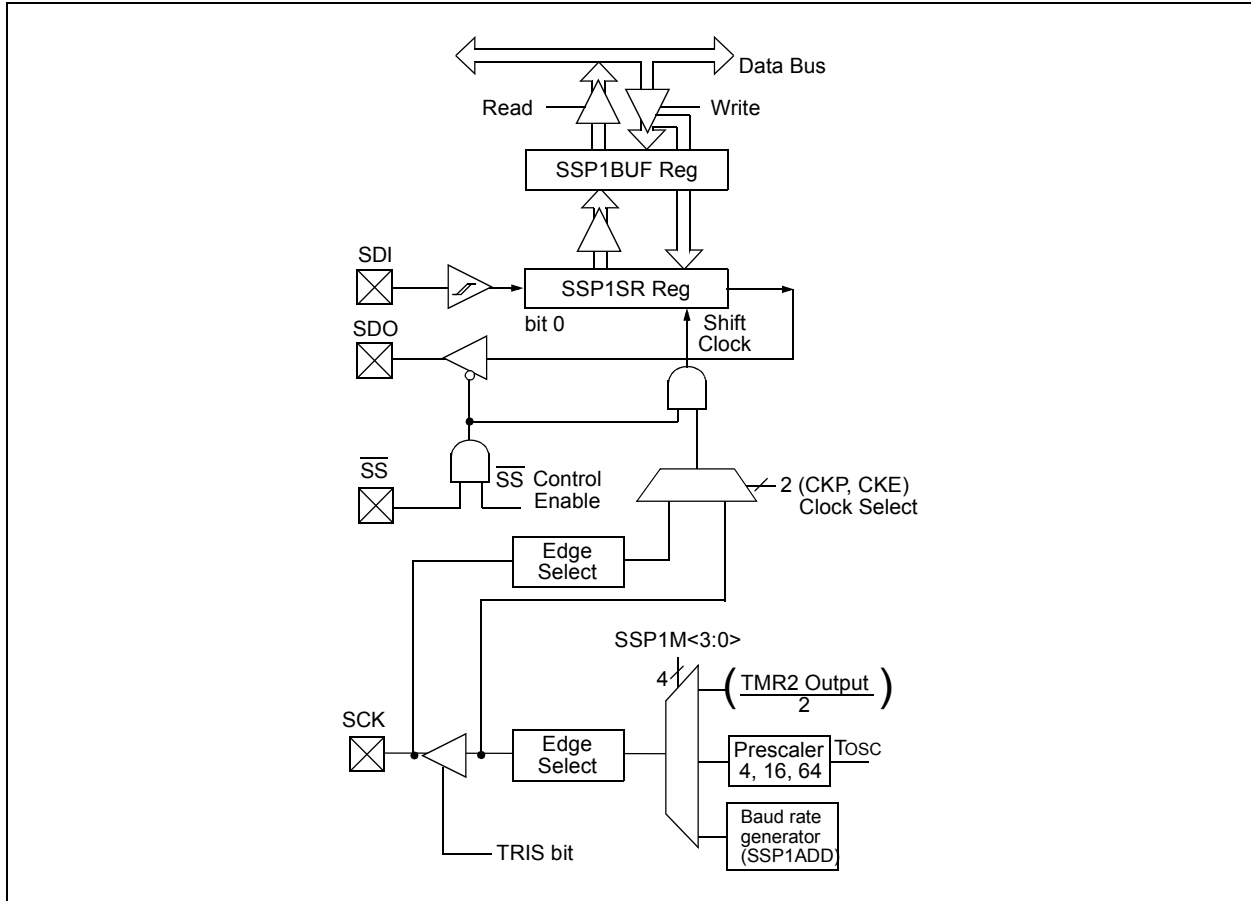 Data Bus
Read
Write
SSP1BUF Reg
SDI
SSP1SR Reg
bit 0
Shift
Clock
SDO
SS
SS Control
Enable
2 (CKP, CKE)
Clock Select
Edge
Select
SSP1M<3:0>
4
(TMR2 Output)
2
SCK
Edge
Select
Prescaler
4, 16, 64
TOSC
Baud rate
generator
(SSP1ADD)
TRIS bit